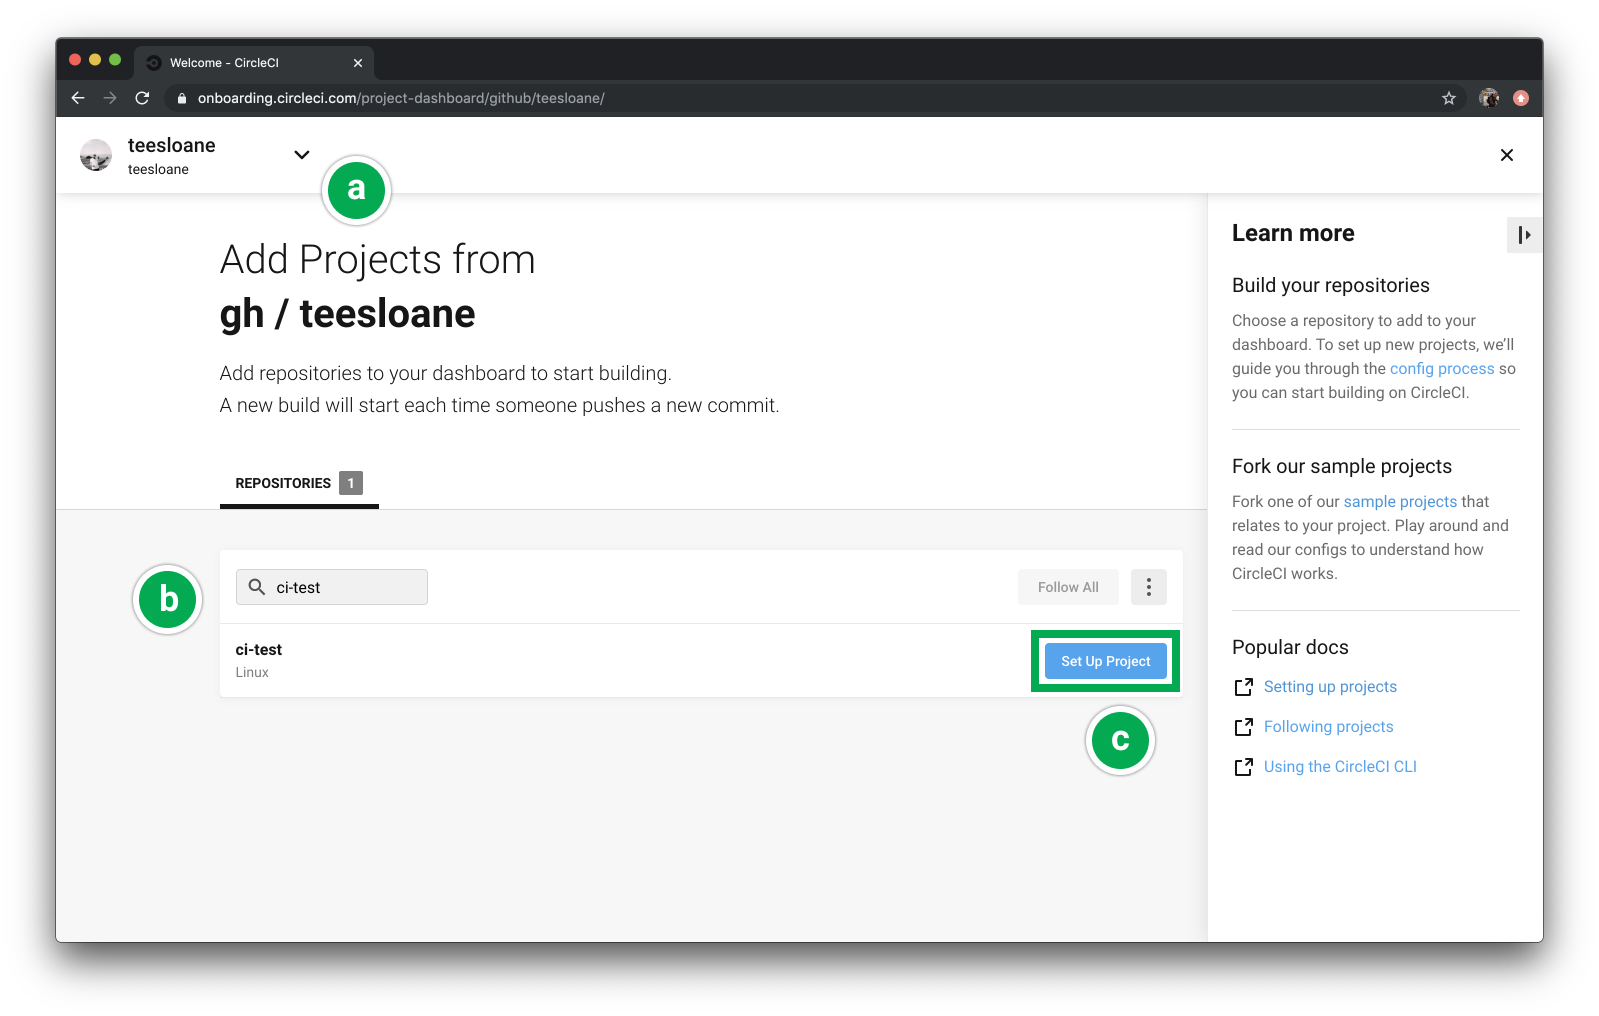 Welcome - CircleCI
onboarding.circleci.com/project-dashboard/github/teesloane/
teesloane
teesloane
a
Add Projects from
gh / teesloane
Add repositories to your dashboard to start building.
A new build will start each time someone pushes a new commit.
REPOSITORIES 1
b
ci-test
Follow All
ci-test
Linux
Set Up Project
c
Learn more
Build your repositories
Choose a repository to add to your
dashboard. To set up new projects, we’ll
guide you through the config process so
you can start building on CircleCI.
Fork our sample projects
Fork one of our sample projects that
relates to your project. Play around and
read our configs to understand how
CircleCI works.
Popular docs
Setting up projects
Following projects
Using the CircleCI CLI